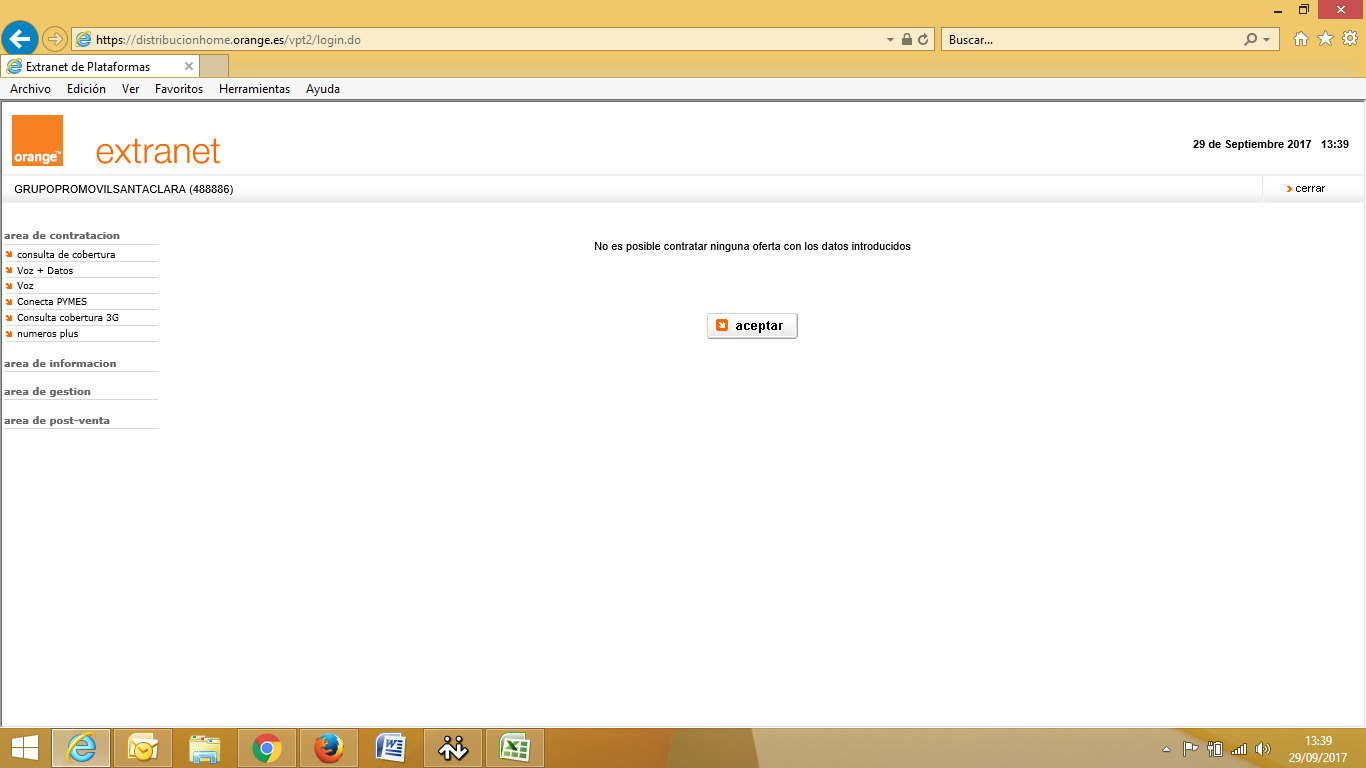 https://distribucionhome.orange.es/vpt2/login.do
Buscar...
Extranet de Plataformas
Archivo Edición Ver Favoritos Herramientas Ayuda
orange™
extranet
29 de Septiembre 2017 13:39
GRUPOPROMOVILSANTACLARA (488886)
cerrar
area de contratacion
consulta de cobertura
Voz + Datos
Voz
Conecta PYMES
Consulta cobertura 3G
numeros plus
area de informacion
area de gestion
area de post-venta
No es posible contratar ninguna oferta con los datos introducidos
aceptar
13:39
29/09/2017